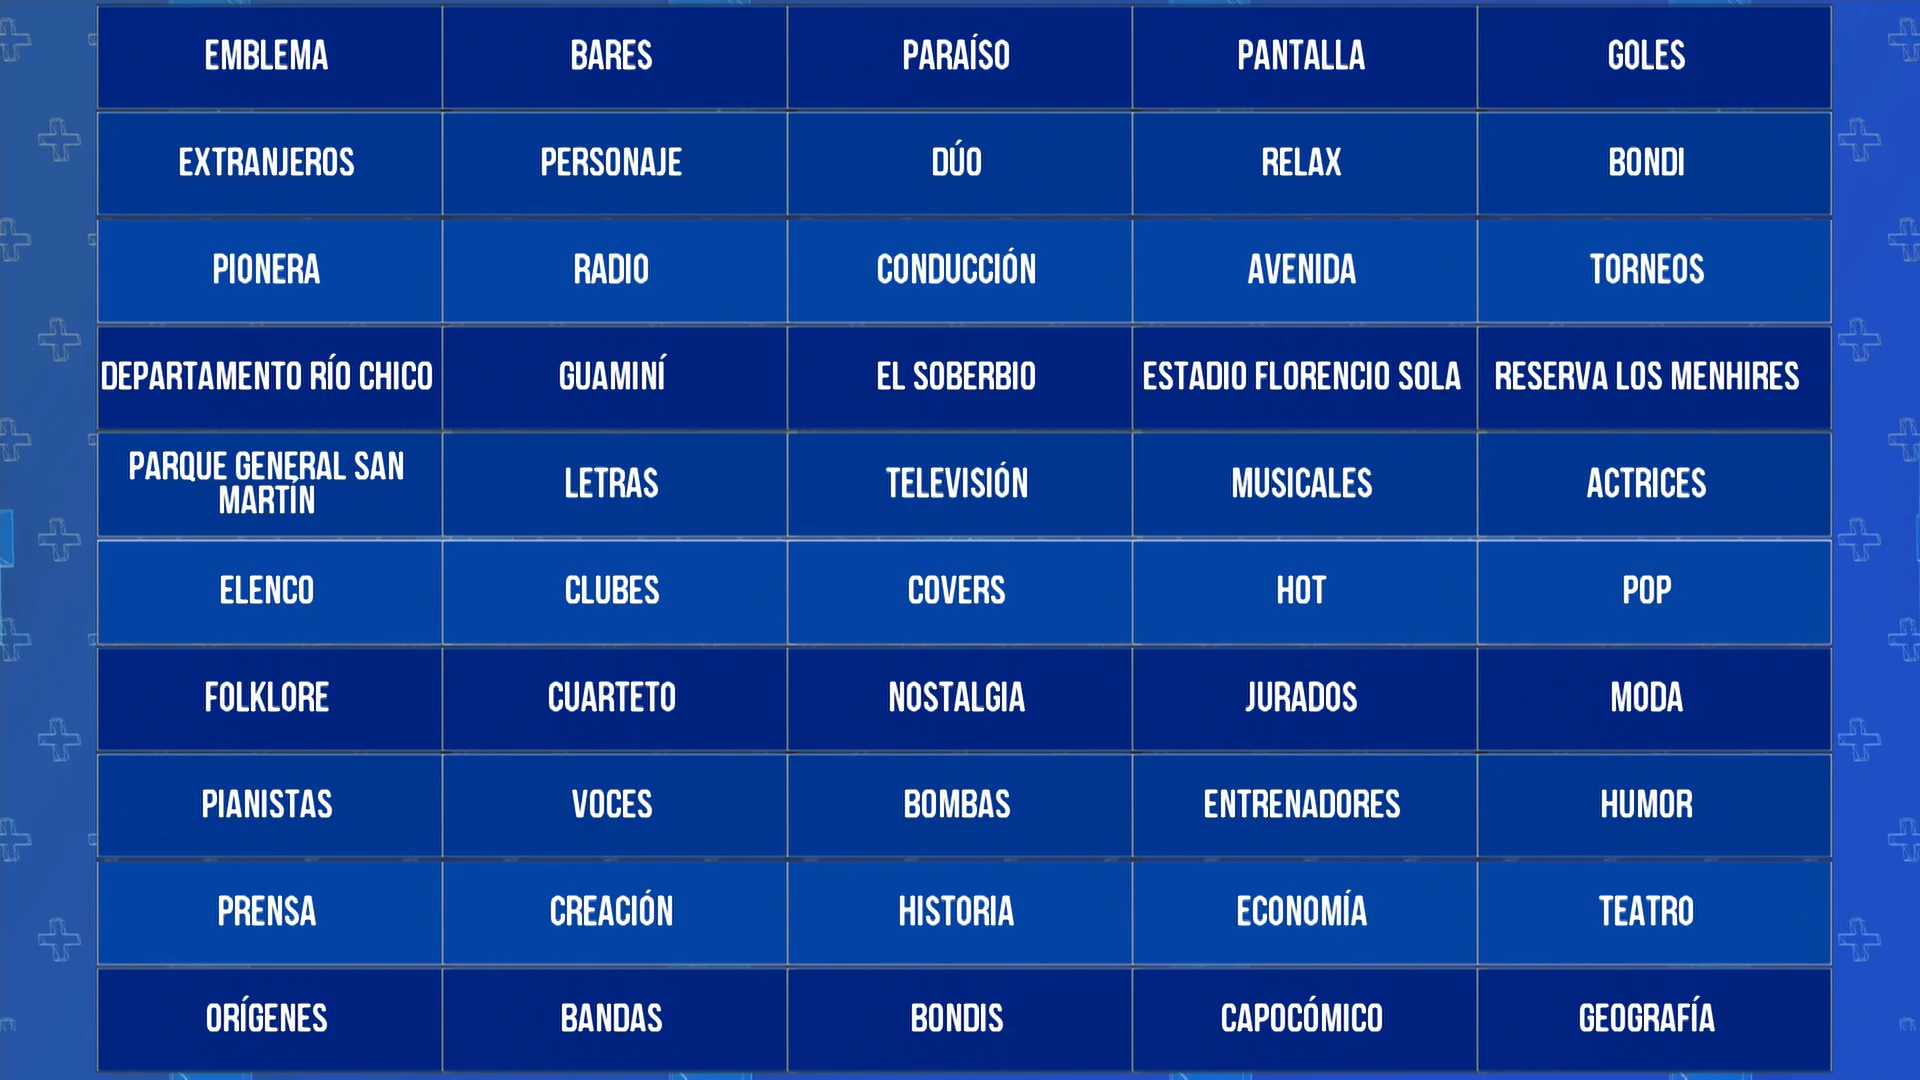 EMBLEMA
BARES
PARAÍSO
PANTALLA
GOLES
EXTRANJEROS
PERSONAJE
DÚO
RELAX
BONDI
PIONERA
RADIO
CONDUCCIÓN
AVENIDA
TORNEOS
DEPARTAMENTO RÍO CHICO
GUAMINÍ
EL SOBERBIO
ESTADIO FLORENCIO SOLA
RESERVA LOS MENHIRES
PARQUE GENERAL SAN
MARTÍN
LETRAS
TELEVISIÓN
MUSICALES
ACTRICES
ELENCO
CLUBES
COVERS
HOT
POP
FOLKLORE
CUARTETO
NOSTALGIA
JURADOS
MODA
PIANISTAS
VOCES
BOMBAS
ENTRENADORES
HUMOR
PRENSA
CREACIÓN
HISTORIA
ECONOMÍA
TEATRO
ORÍGENES
BANDAS
BONDIS
CAPOCÓMICO
GEOGRAFÍA